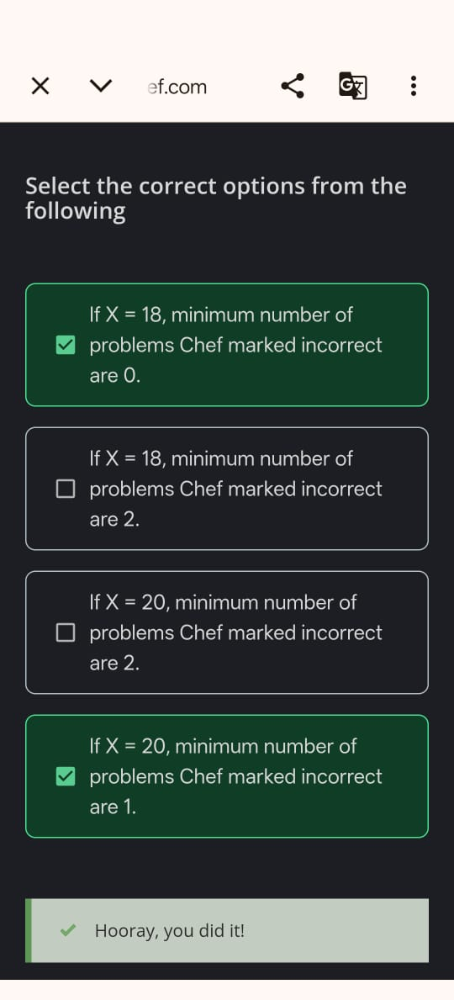 ef.com
Select the correct options from the
following
If X = 18, minimum number of
problems Chef marked incorrect
are 0.
If X = 18, minimum number of
problems Chef marked incorrect
are 2.
If X = 20, minimum number of
problems Chef marked incorrect
are 2.
If X = 20, minimum number of
problems Chef marked incorrect
are 1.
Hooray, you did it!